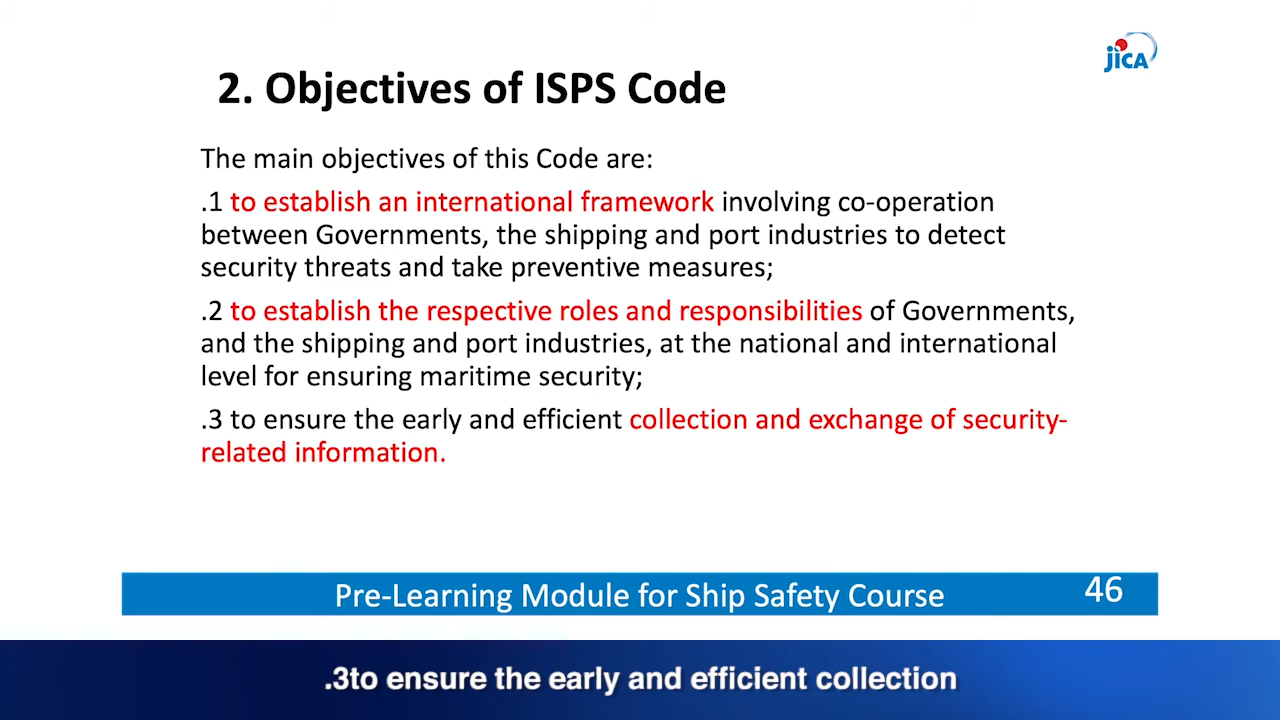 JICA
2. Objectives of ISPS Code
The main objectives of this Code are:
.1 to establish an international framework involving co-operation
between Governments, the shipping and port industries to detect
security threats and take preventive measures;
.2 to establish the respective roles and responsibilities of Governments,
and the shipping and port industries, at the national and international
level for ensuring maritime security;
.3 to ensure the early and efficient collection and exchange of security-
related information.
Pre-Learning Module for Ship Safety Course
46
.3to ensure the early and efficient collection